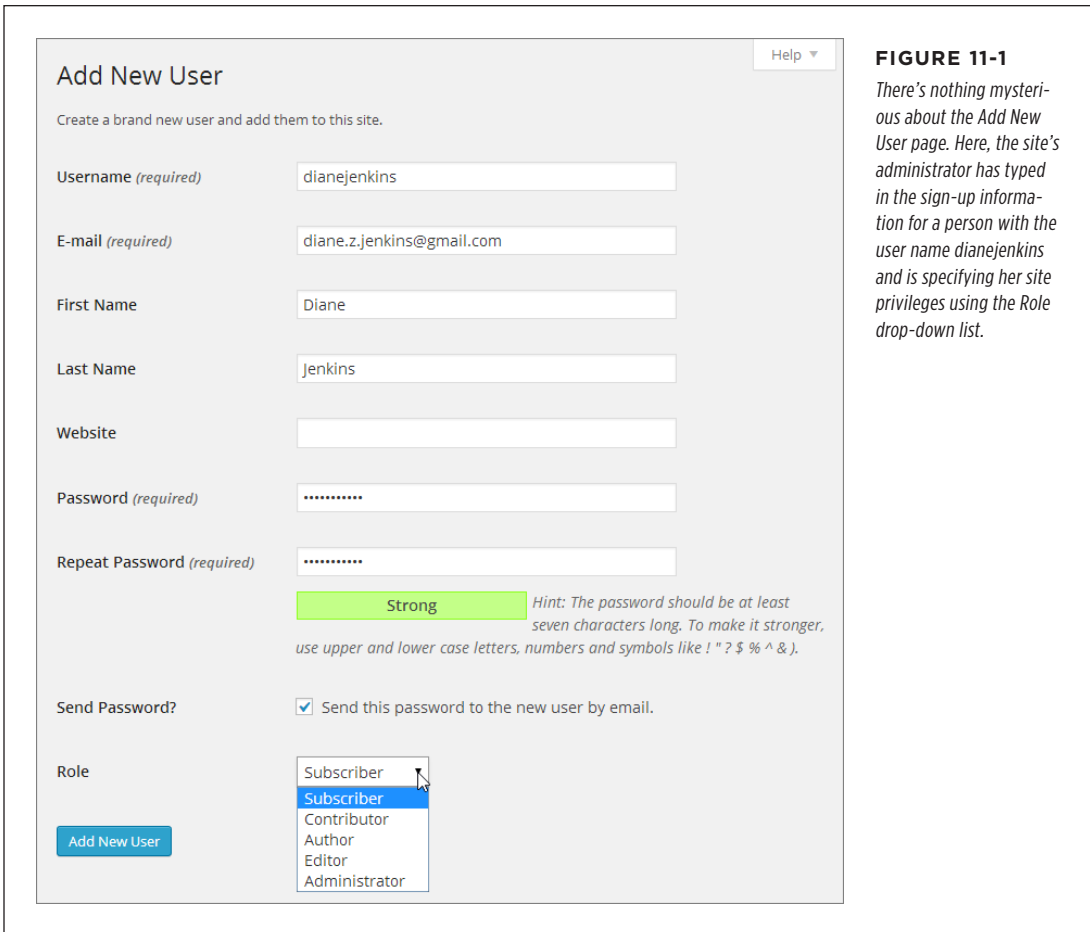 Add New User
Help ▼
Create a brand new user and add them to this site.
Username (required)
dianejenkins
E-mail (required)
diane.z.jenkins@gmail.com
First Name
Diane
Last Name
Jenkins
Website
Password (required)
•••••••••••
Repeat Password (required)
•••••••••••
Strong
Hint: The password should be at least
seven characters long. To make it stronger,
use upper and lower case letters, numbers and symbols like ! " ? $ % ^ & ).
Send Password?
Send this password to the new user by email.
Role
Subscriber
Subscriber
Contributor
Author
Editor
Administrator
Add New User
FIGURE 11-1
There's nothing mysteri-
ous about the Add New
User page. Here, the site's
administrator has typed
in the sign-up informa-
tion for a person with the
user name dianejenkins
and is specifying her site
privileges using the Role
drop-down list.